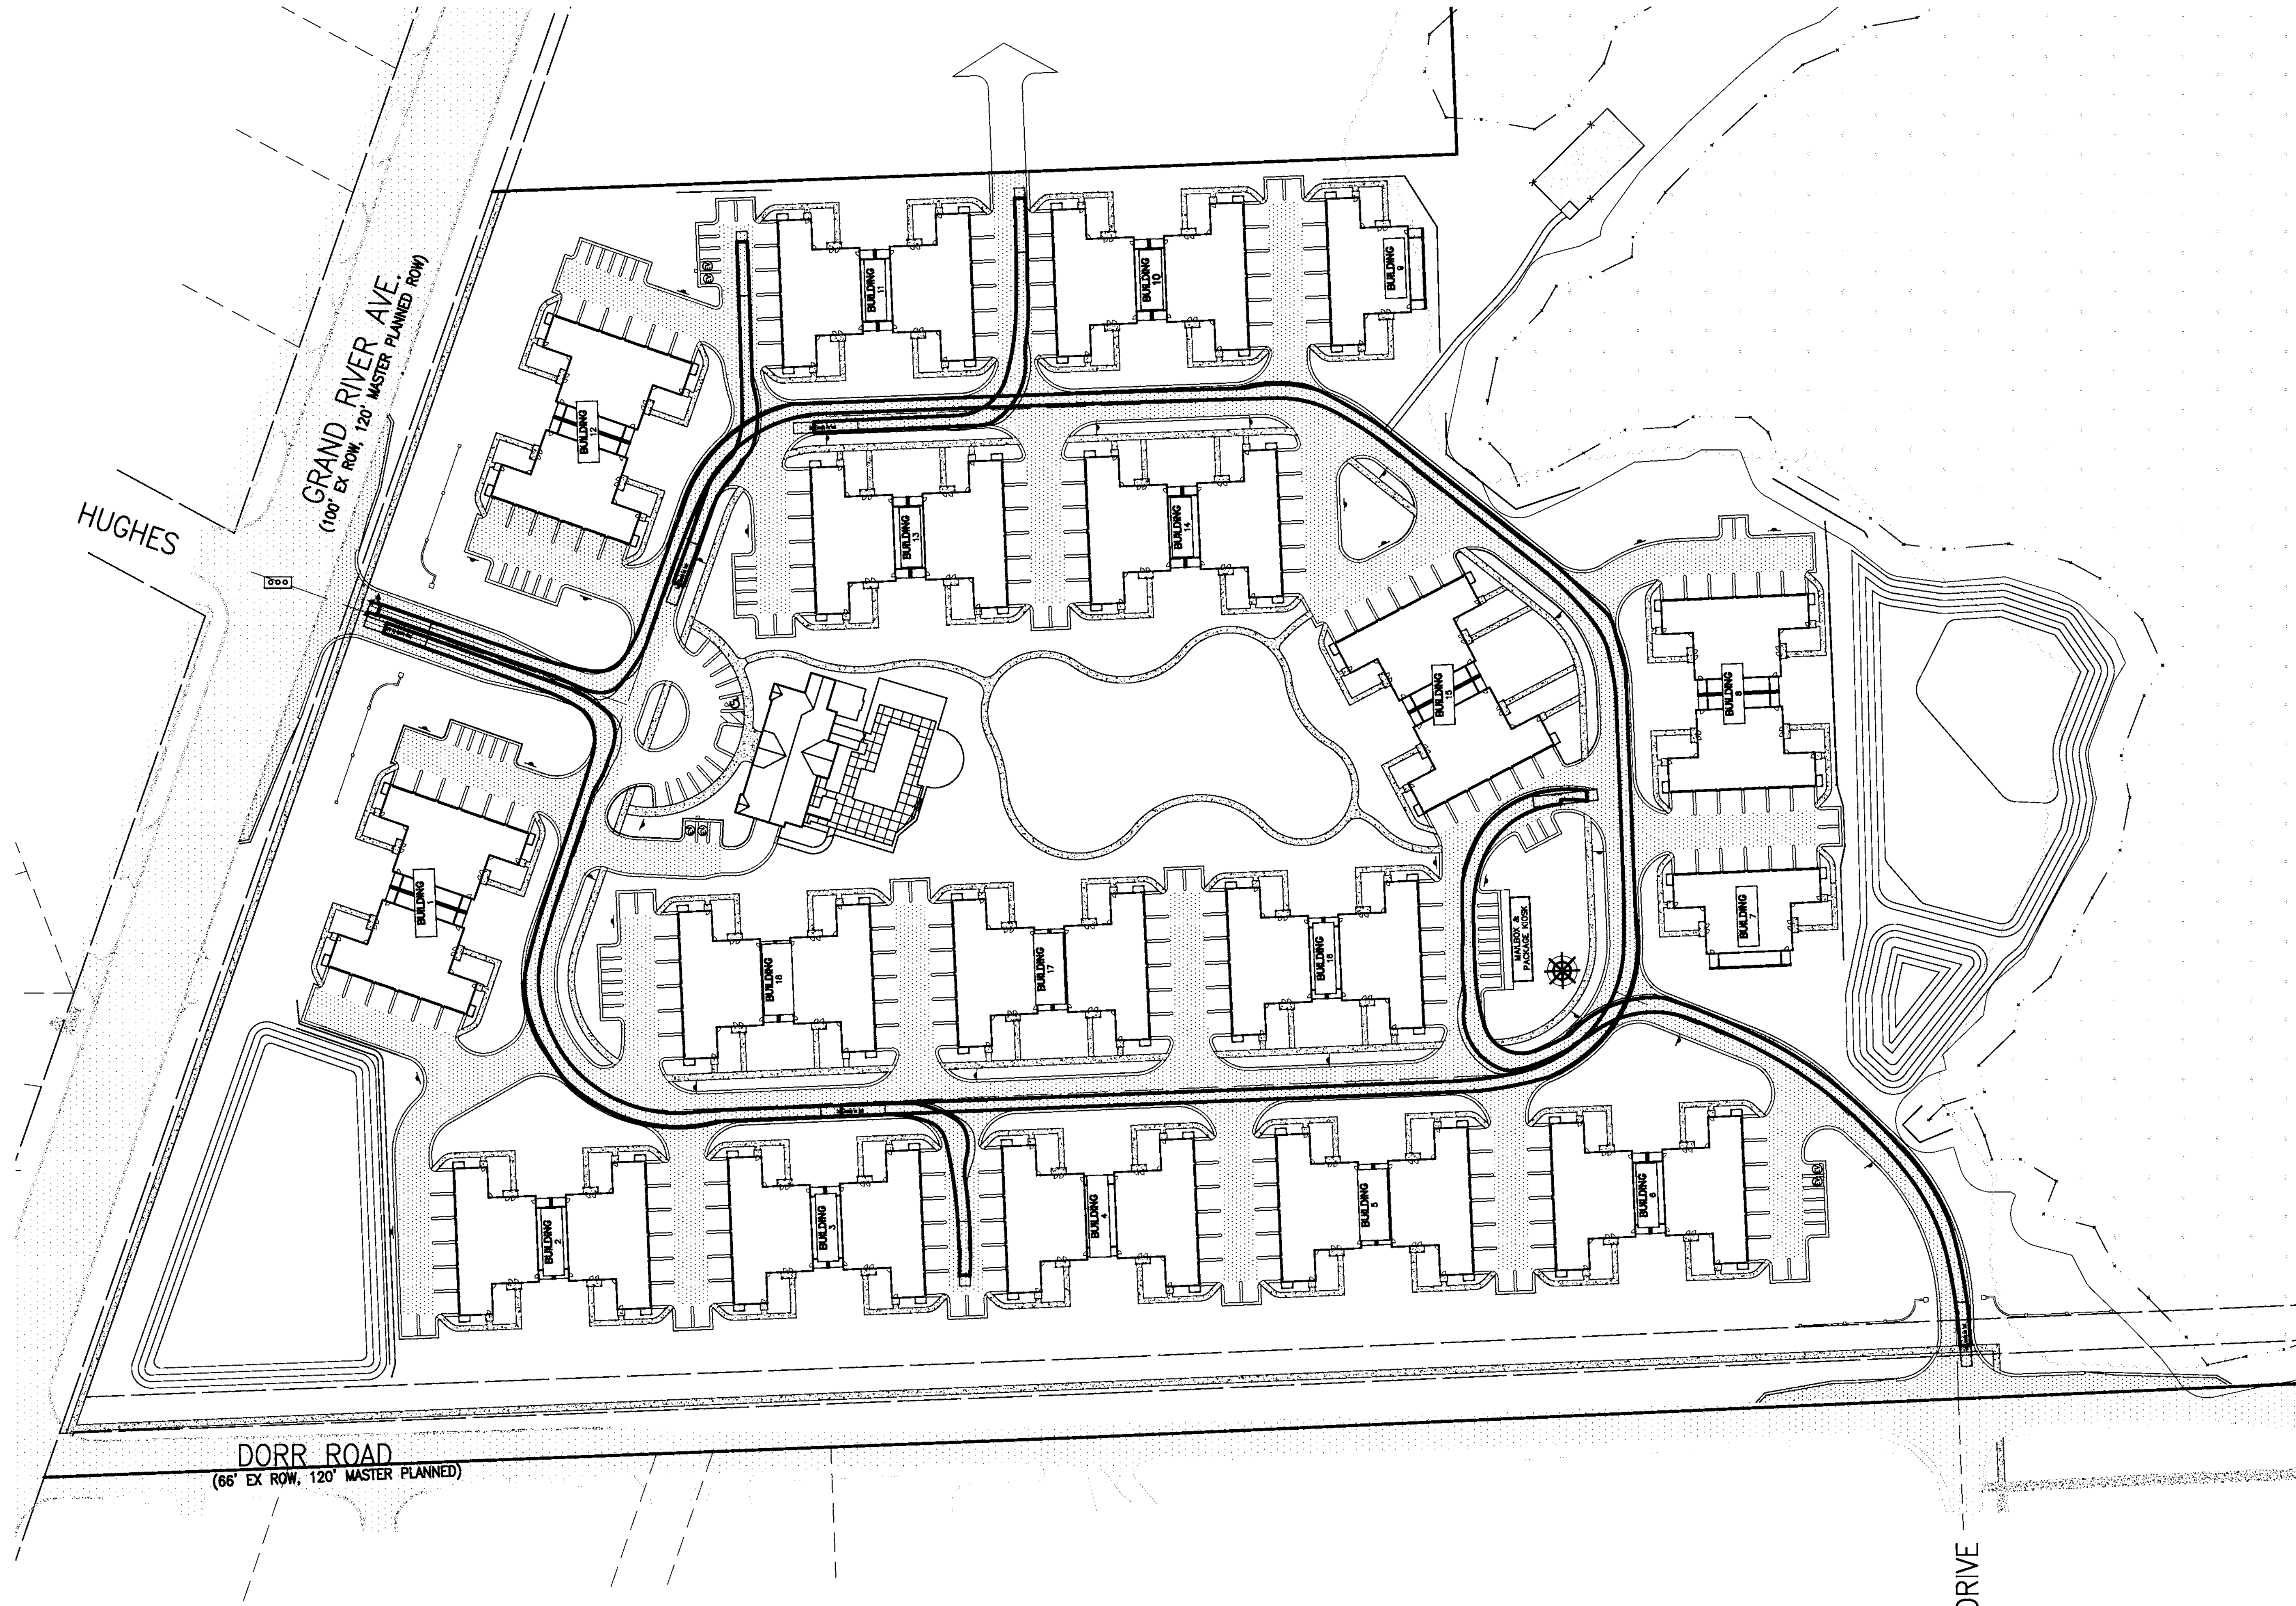 GRAND RIVER AVE.
(100' EX ROW, 120' MASTER PLANNED ROW)
HUGHES
BUILDING
11
BUILDING
10
BUILDING
9
BUILDING
12
BUILDING
13
BUILDING
14
BUILDING
15
BUILDING
8
BUILDING
1
BUILDING
18
BUILDING
17
BUILDING
16
MAILBOX &
PACKAGE KIOSK
BUILDING
7
BUILDING
2
BUILDING
3
BUILDING
4
BUILDING
5
BUILDING
6
DORR ROAD
(66' EX ROW, 120' MASTER PLANNED)
DRIVE